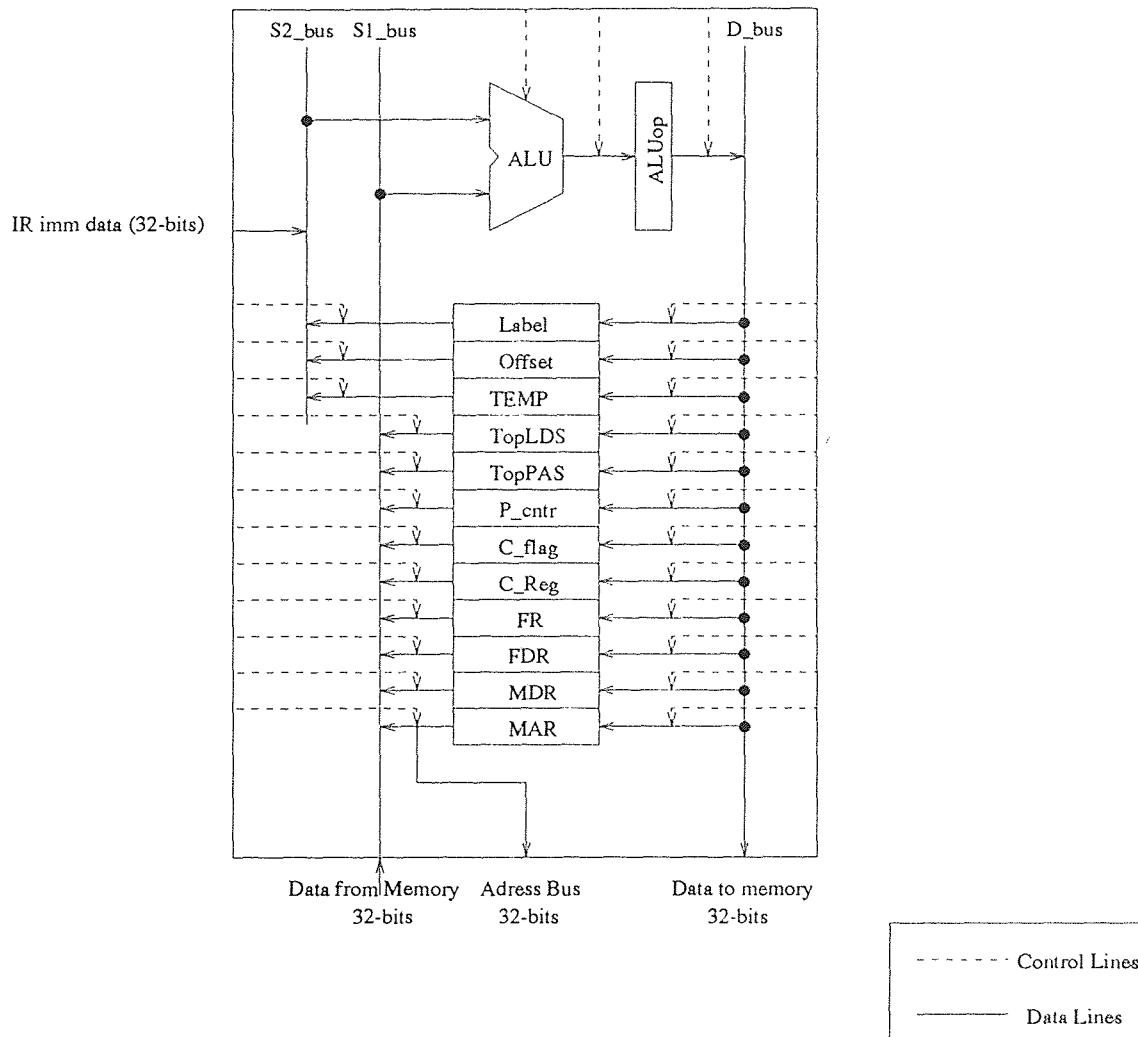 S2_bus S1_bus D_bus
ALU
ALUop
IR imm data (32-bits)
Label
Offset
TEMP
TopLDS
TopPAS
P_cntr
C_flag
C_Reg
FR
FDR
MDR
MAR
Data from Memory
32-bits
Adress Bus
32-bits
Data to memory
32-bits
Control Lines
Data Lines